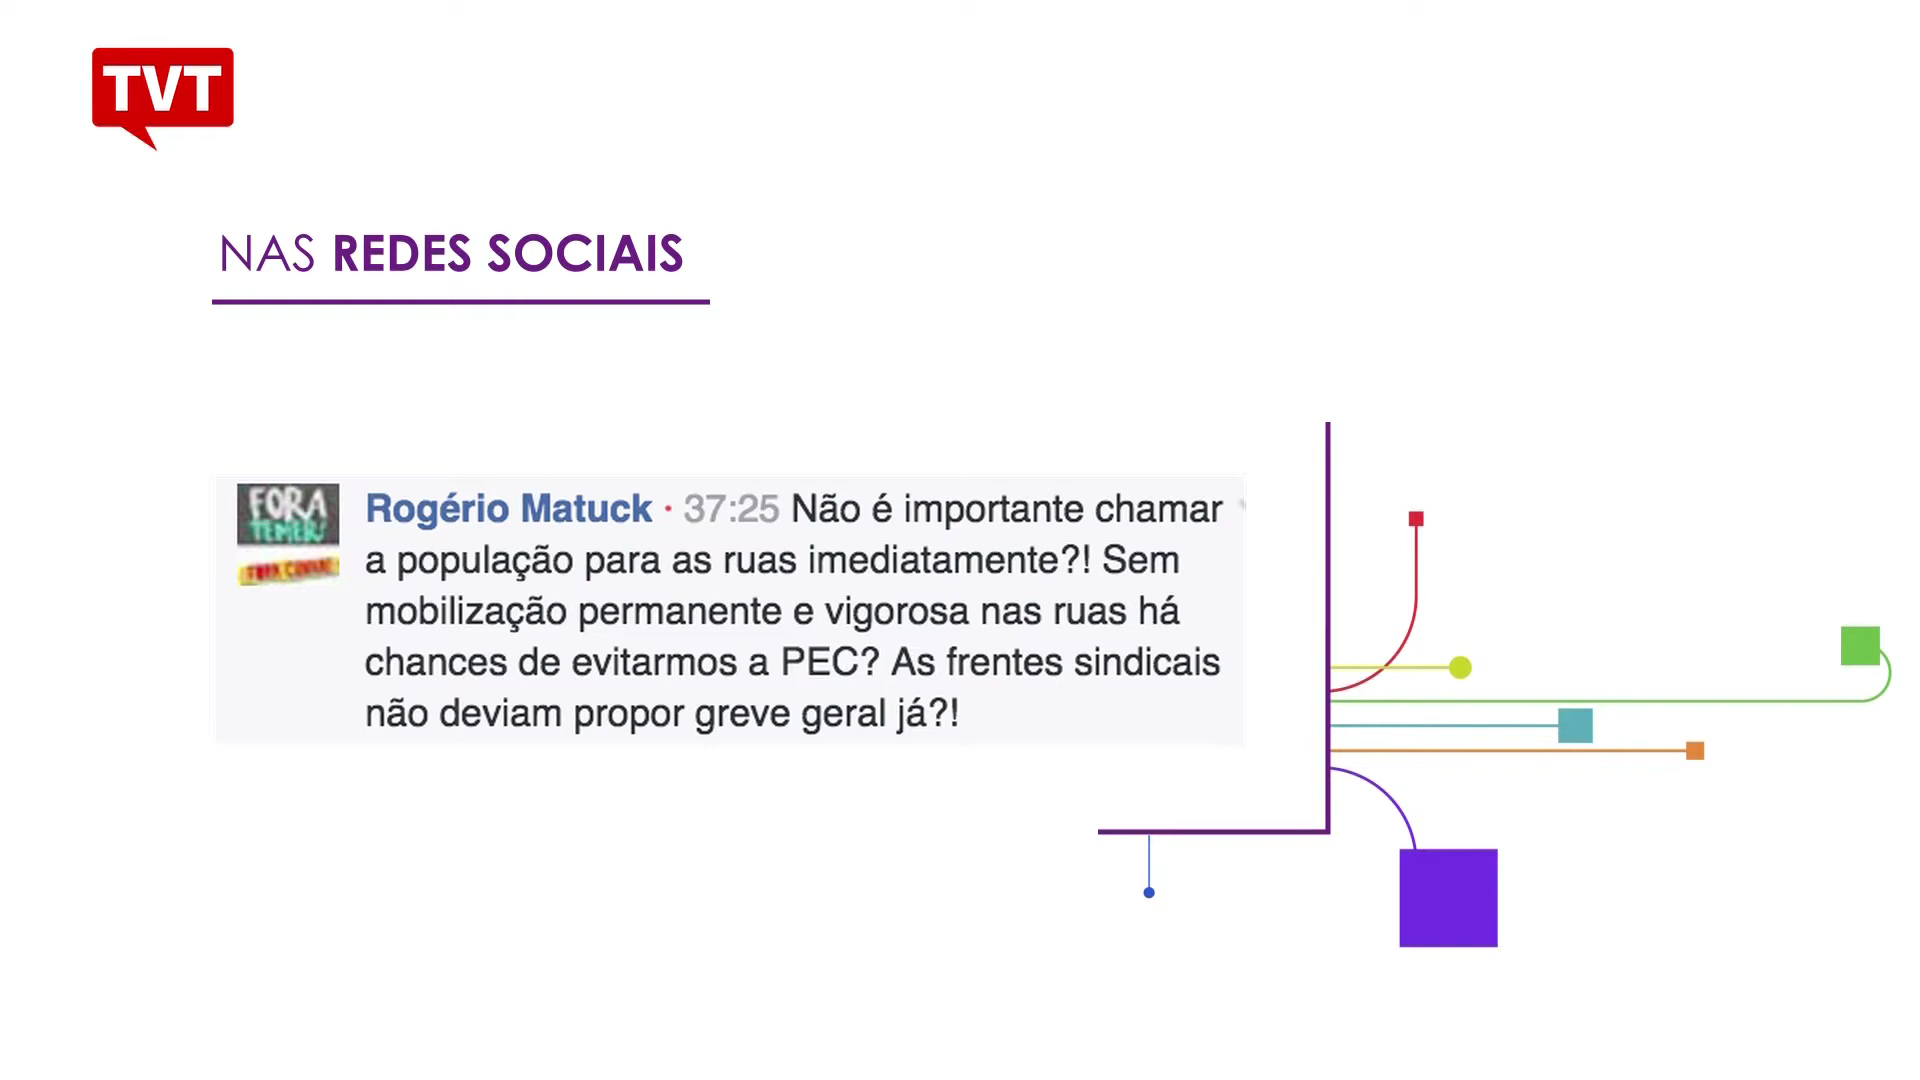 TVT
NAS REDES SOCIAIS
FORA
TEMER!
Rogério Matuck · 37:25 Não é importante chamar
a população para as ruas imediatamente?! Sem
mobilização permanente e vigorosa nas ruas há
chances de evitarmos a PEC? As frentes sindicais
não deviam propor greve geral já?!